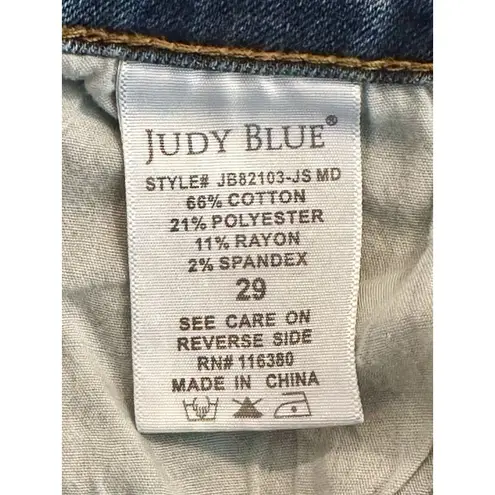 JUDY BLUE®
STYLE# JB82103-JS MD
66% COTTON
21% POLYESTER
11% RAYON
2% SPANDEX
29
SEE CARE ON
REVERSE SIDE
RN# 116380
MADE IN CHINA